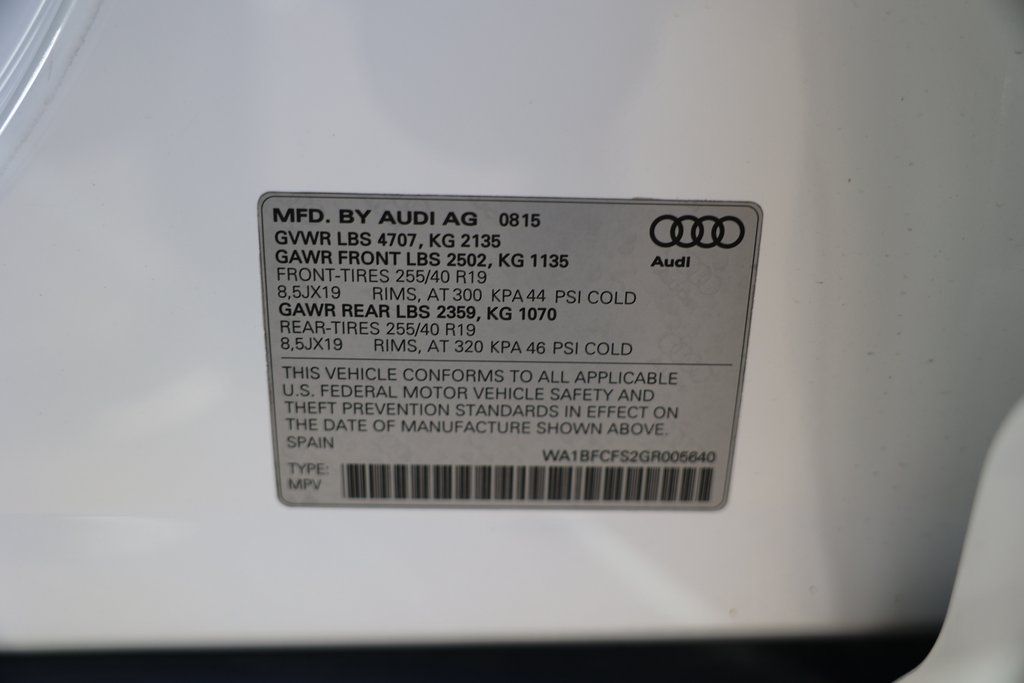 MFD. BY AUDI AG 0815
GVWR LBS 4707, KG 2135
GAWR FRONT LBS 2502, KG 1135
Audi
FRONT-TIRES 255/40 R19
8,5JX19 RIMS, AT 300 KPA 44 PSI COLD
GAWR REAR LBS 2359, KG 1070
REAR-TIRES 255/40 R19
8,5JX19 RIMS, AT 320 KPA 46 PSI COLD
THIS VEHICLE CONFORMS TO ALL APPLICABLE
U.S. FEDERAL MOTOR VEHICLE SAFETY AND
THEFT PREVENTION STANDARDS IN EFFECT ON
THE DATE OF MANUFACTURE SHOWN ABOVE.
SPAIN
WA1BFCFS2GR005640
TYPE:
MPV